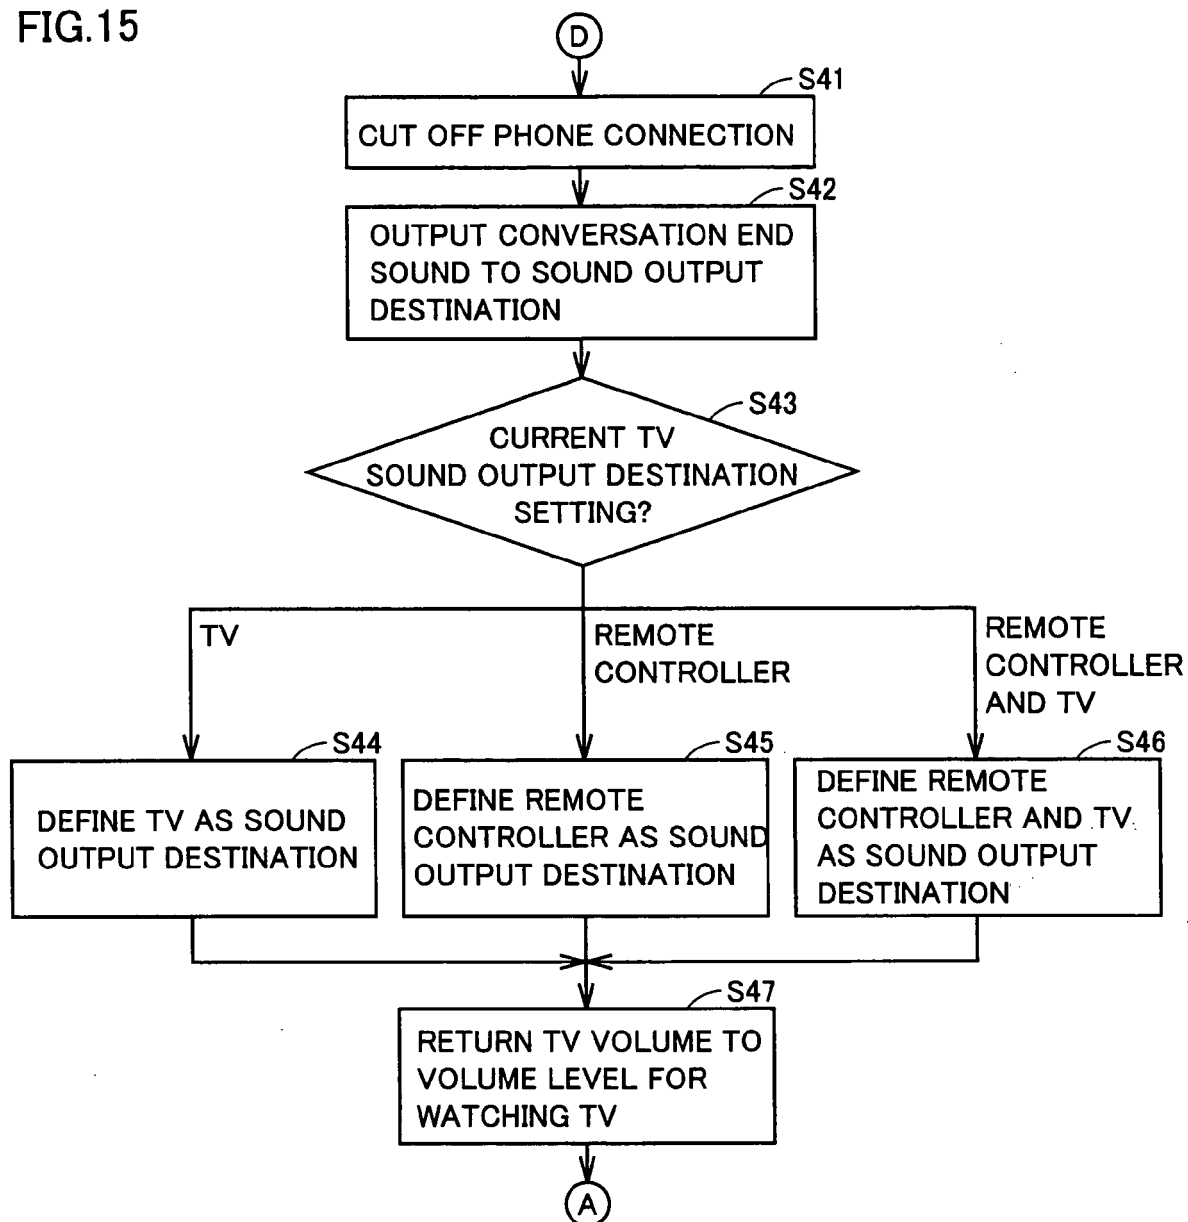 FIG.15
D
S41
CUT OFF PHONE CONNECTION
S42
OUTPUT CONVERSATION END
SOUND TO SOUND OUTPUT
DESTINATION
S43
CURRENT TV
SOUND OUTPUT DESTINATION
SETTING?
TV
REMOTE
CONTROLLER
REMOTE
CONTROLLER
AND TV
S44
DEFINE TV AS SOUND
OUTPUT DESTINATION
S45
DEFINE REMOTE
CONTROLLER AS SOUND
OUTPUT DESTINATION
S46
DEFINE REMOTE
CONTROLLER AND TV
AS SOUND OUTPUT
DESTINATION
S47
RETURN TV VOLUME TO
VOLUME LEVEL FOR
WATCHING TV
A